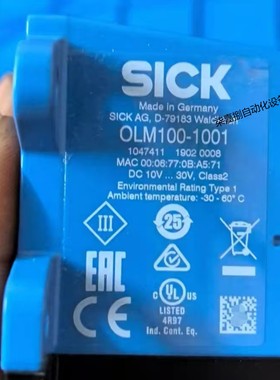 SICK
Made in Germany
SICK AG, D-79183 Waldkirch
OLM100-1001
1047411 1902 0008
MAC 00:06:77:0B:A5:71
DC 10V ... 30V, Class2
Environmental Rating Type 1
Ambient temperature: -30 - 60° C
III
25
EAC
CE
c UL us
LISTED
4R97
Ind. Cont. Eq.